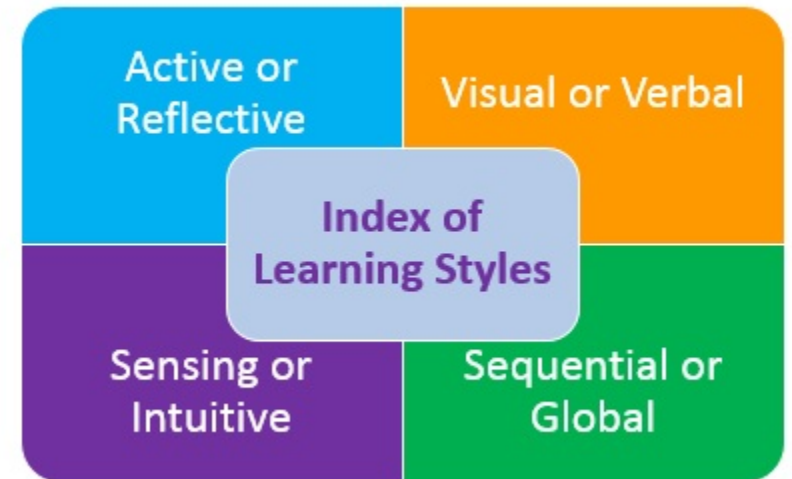 Active or
Reflective
Visual or Verbal
Index of
Learning Styles
Sensing or
Intuitive
Sequential or
Global